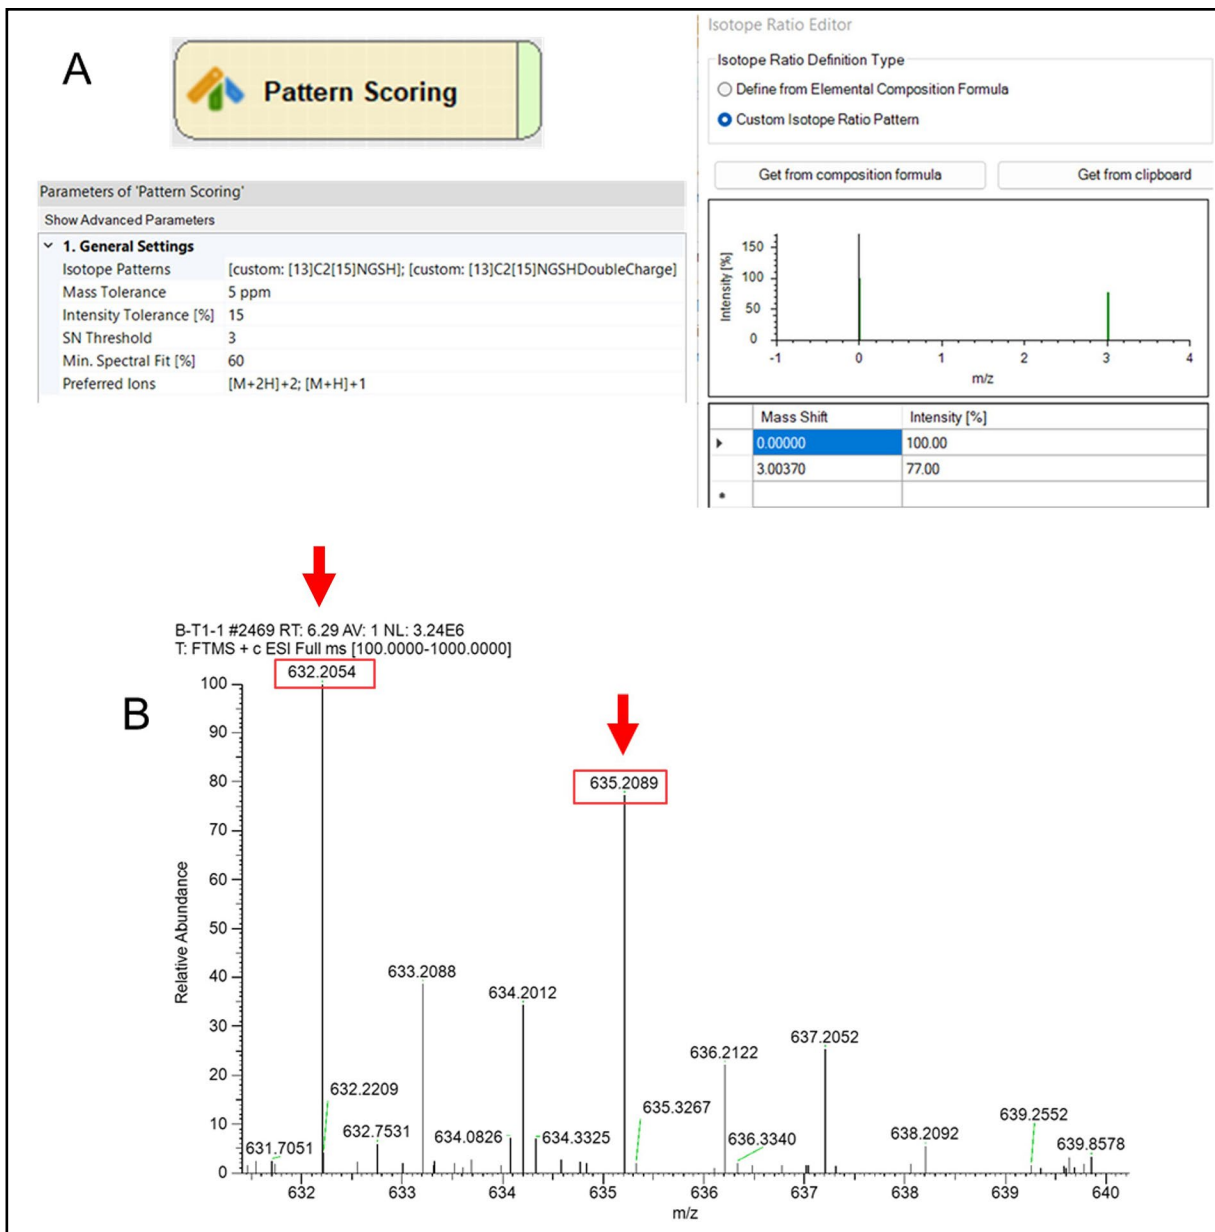 A
Pattern Scoring
Parameters of 'Pattern Scoring'
Show Advanced Parameters
1. General Settings
Isotope Patterns [custom: [13]C2[15]NGSH]; [custom: [13]C2[15]NGSHDoubleCharge]
Mass Tolerance 5 ppm
Intensity Tolerance [%] 15
SN Threshold 3
Min. Spectral Fit [%] 60
Preferred Ions [M+2H]+2; [M+H]+1
Isotope Ratio Editor
Isotope Ratio Definition Type
Define from Elemental Composition Formula
Custom Isotope Ratio Pattern
Get from composition formula Get from clipboard
Intensity [%]
150
100
50
0
-1 0 1 2 3 4
m/z
Mass Shift Intensity [%]
0.00000 100.00
3.00370 77.00
B
B-T1-1 #2469 RT: 6.29 AV: 1 NL: 3.24E6
T: FTMS + c ESI Full ms [100.0000-1000.0000]
632.2054
635.2089
633.2088
634.2012
637.2052
636.2122
632.2209
635.3267
639.2552
631.7051
632.7531
634.0826
634.3325
636.3340
638.2092
639.8578
Relative Abundance
100
90
80
70
60
50
40
30
20
10
0
632 633 634 635 636 637 638 639 640
m/z